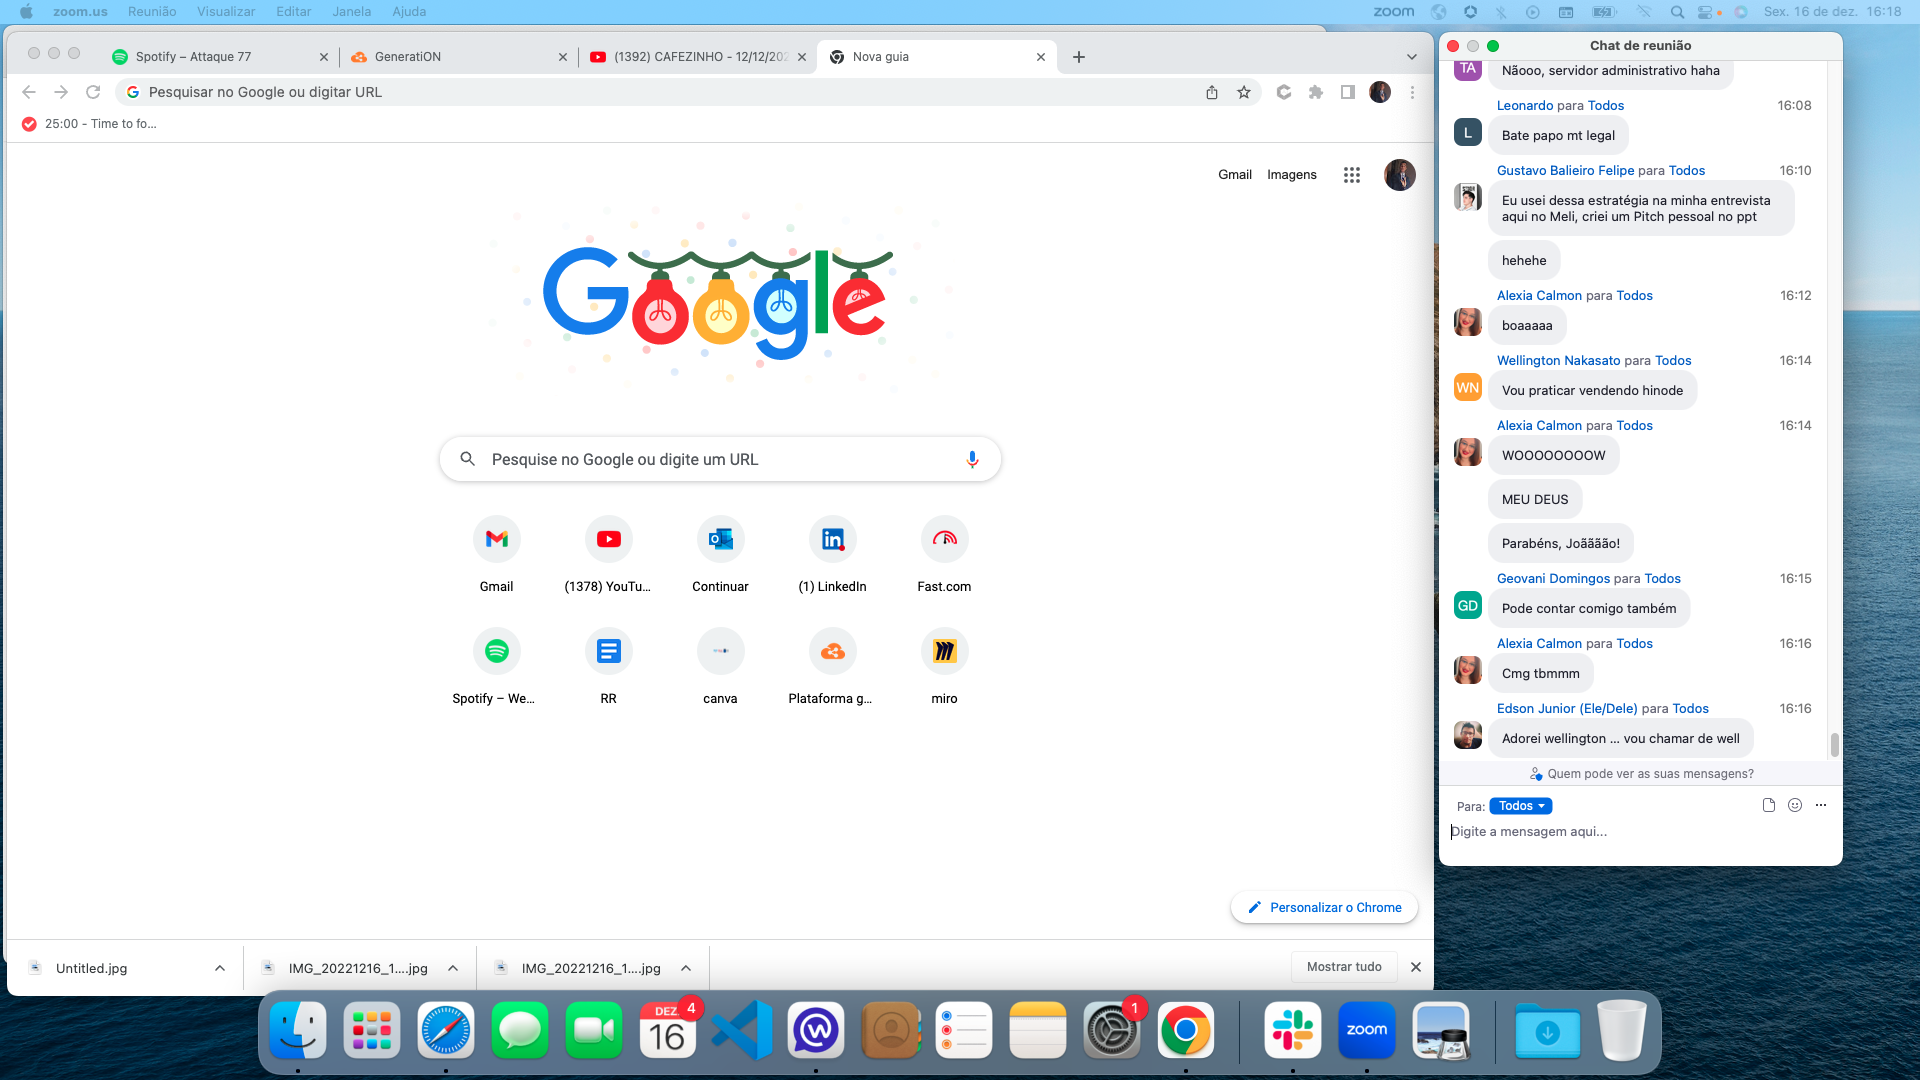 zoom.us Reunião Visualizar Editar Janela Ajuda
zoom Sex. 16 de dez. 16:18
Spotify – Attaque 77
GeneratiON
(1392) CAFEZINHO - 12/12/202
Nova guia
Pesquisar no Google ou digitar URL
25:00 - Time to fo...
Gmail Imagens
Google
Pesquise no Google ou digite um URL
Gmail
(1378) YouTu...
Continuar
(1) LinkedIn
Fast.com
Spotify – We...
RR
canva
Plataforma g...
miro
Personalizar o Chrome
Untitled.jpg
IMG_20221216_1....jpg
IMG_20221216_1....jpg
Mostrar tudo
Chat de reunião
TA
Nãooo, servidor administrativo haha
Leonardo para Todos 16:08
L
Bate papo mt legal
Gustavo Balieiro Felipe para Todos 16:10
Eu usei dessa estratégia na minha entrevista
aqui no Meli, criei um Pitch pessoal no ppt
hehehe
Alexia Calmon para Todos 16:12
boaaaaa
Wellington Nakasato para Todos 16:14
WN
Vou praticar vendendo hinode
Alexia Calmon para Todos 16:14
WOOOOOOOOW
MEU DEUS
Parabéns, Joããããão!
Geovani Domingos para Todos 16:15
GD
Pode contar comigo também
Alexia Calmon para Todos 16:16
Cmg tbmmm
Edson Junior (Ele/Dele) para Todos 16:16
Adorei wellington ... vou chamar de well
Quem pode ver as suas mensagens?
Para: Todos
Digite a mensagem aqui...
DEZ.
16
4
1
zoom